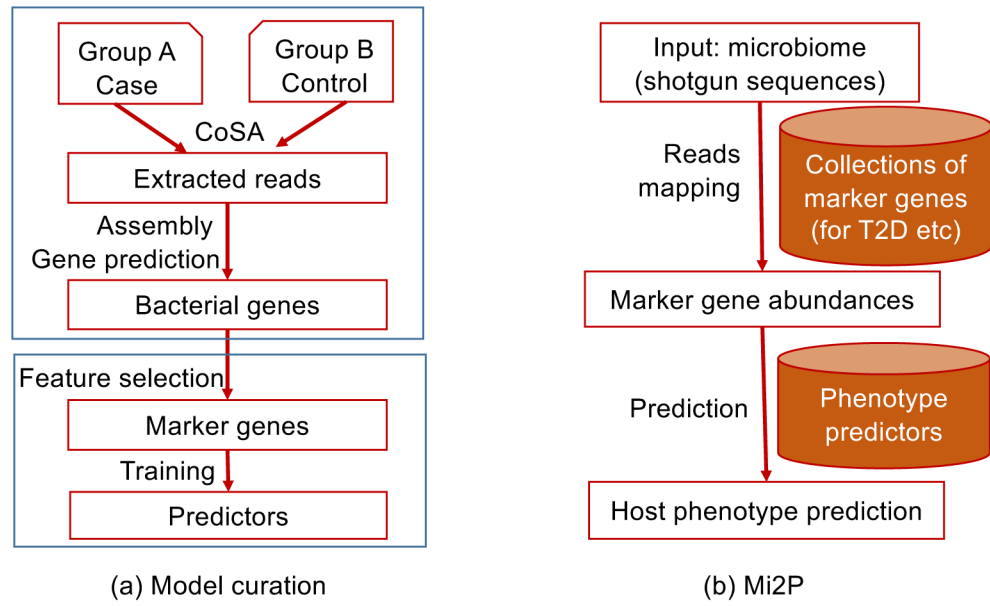 Group A
Case
Group B
Control
CoSA
Extracted reads
Assembly
Gene prediction
Bacterial genes
Feature selection
Marker genes
Training
Predictors
(a) Model curation
Input: microbiome
(shotgun sequences)
Reads
mapping
Collections of
marker genes
(for T2D etc)
Marker gene abundances
Prediction
Phenotype
predictors
Host phenotype prediction
(b) Mi2P